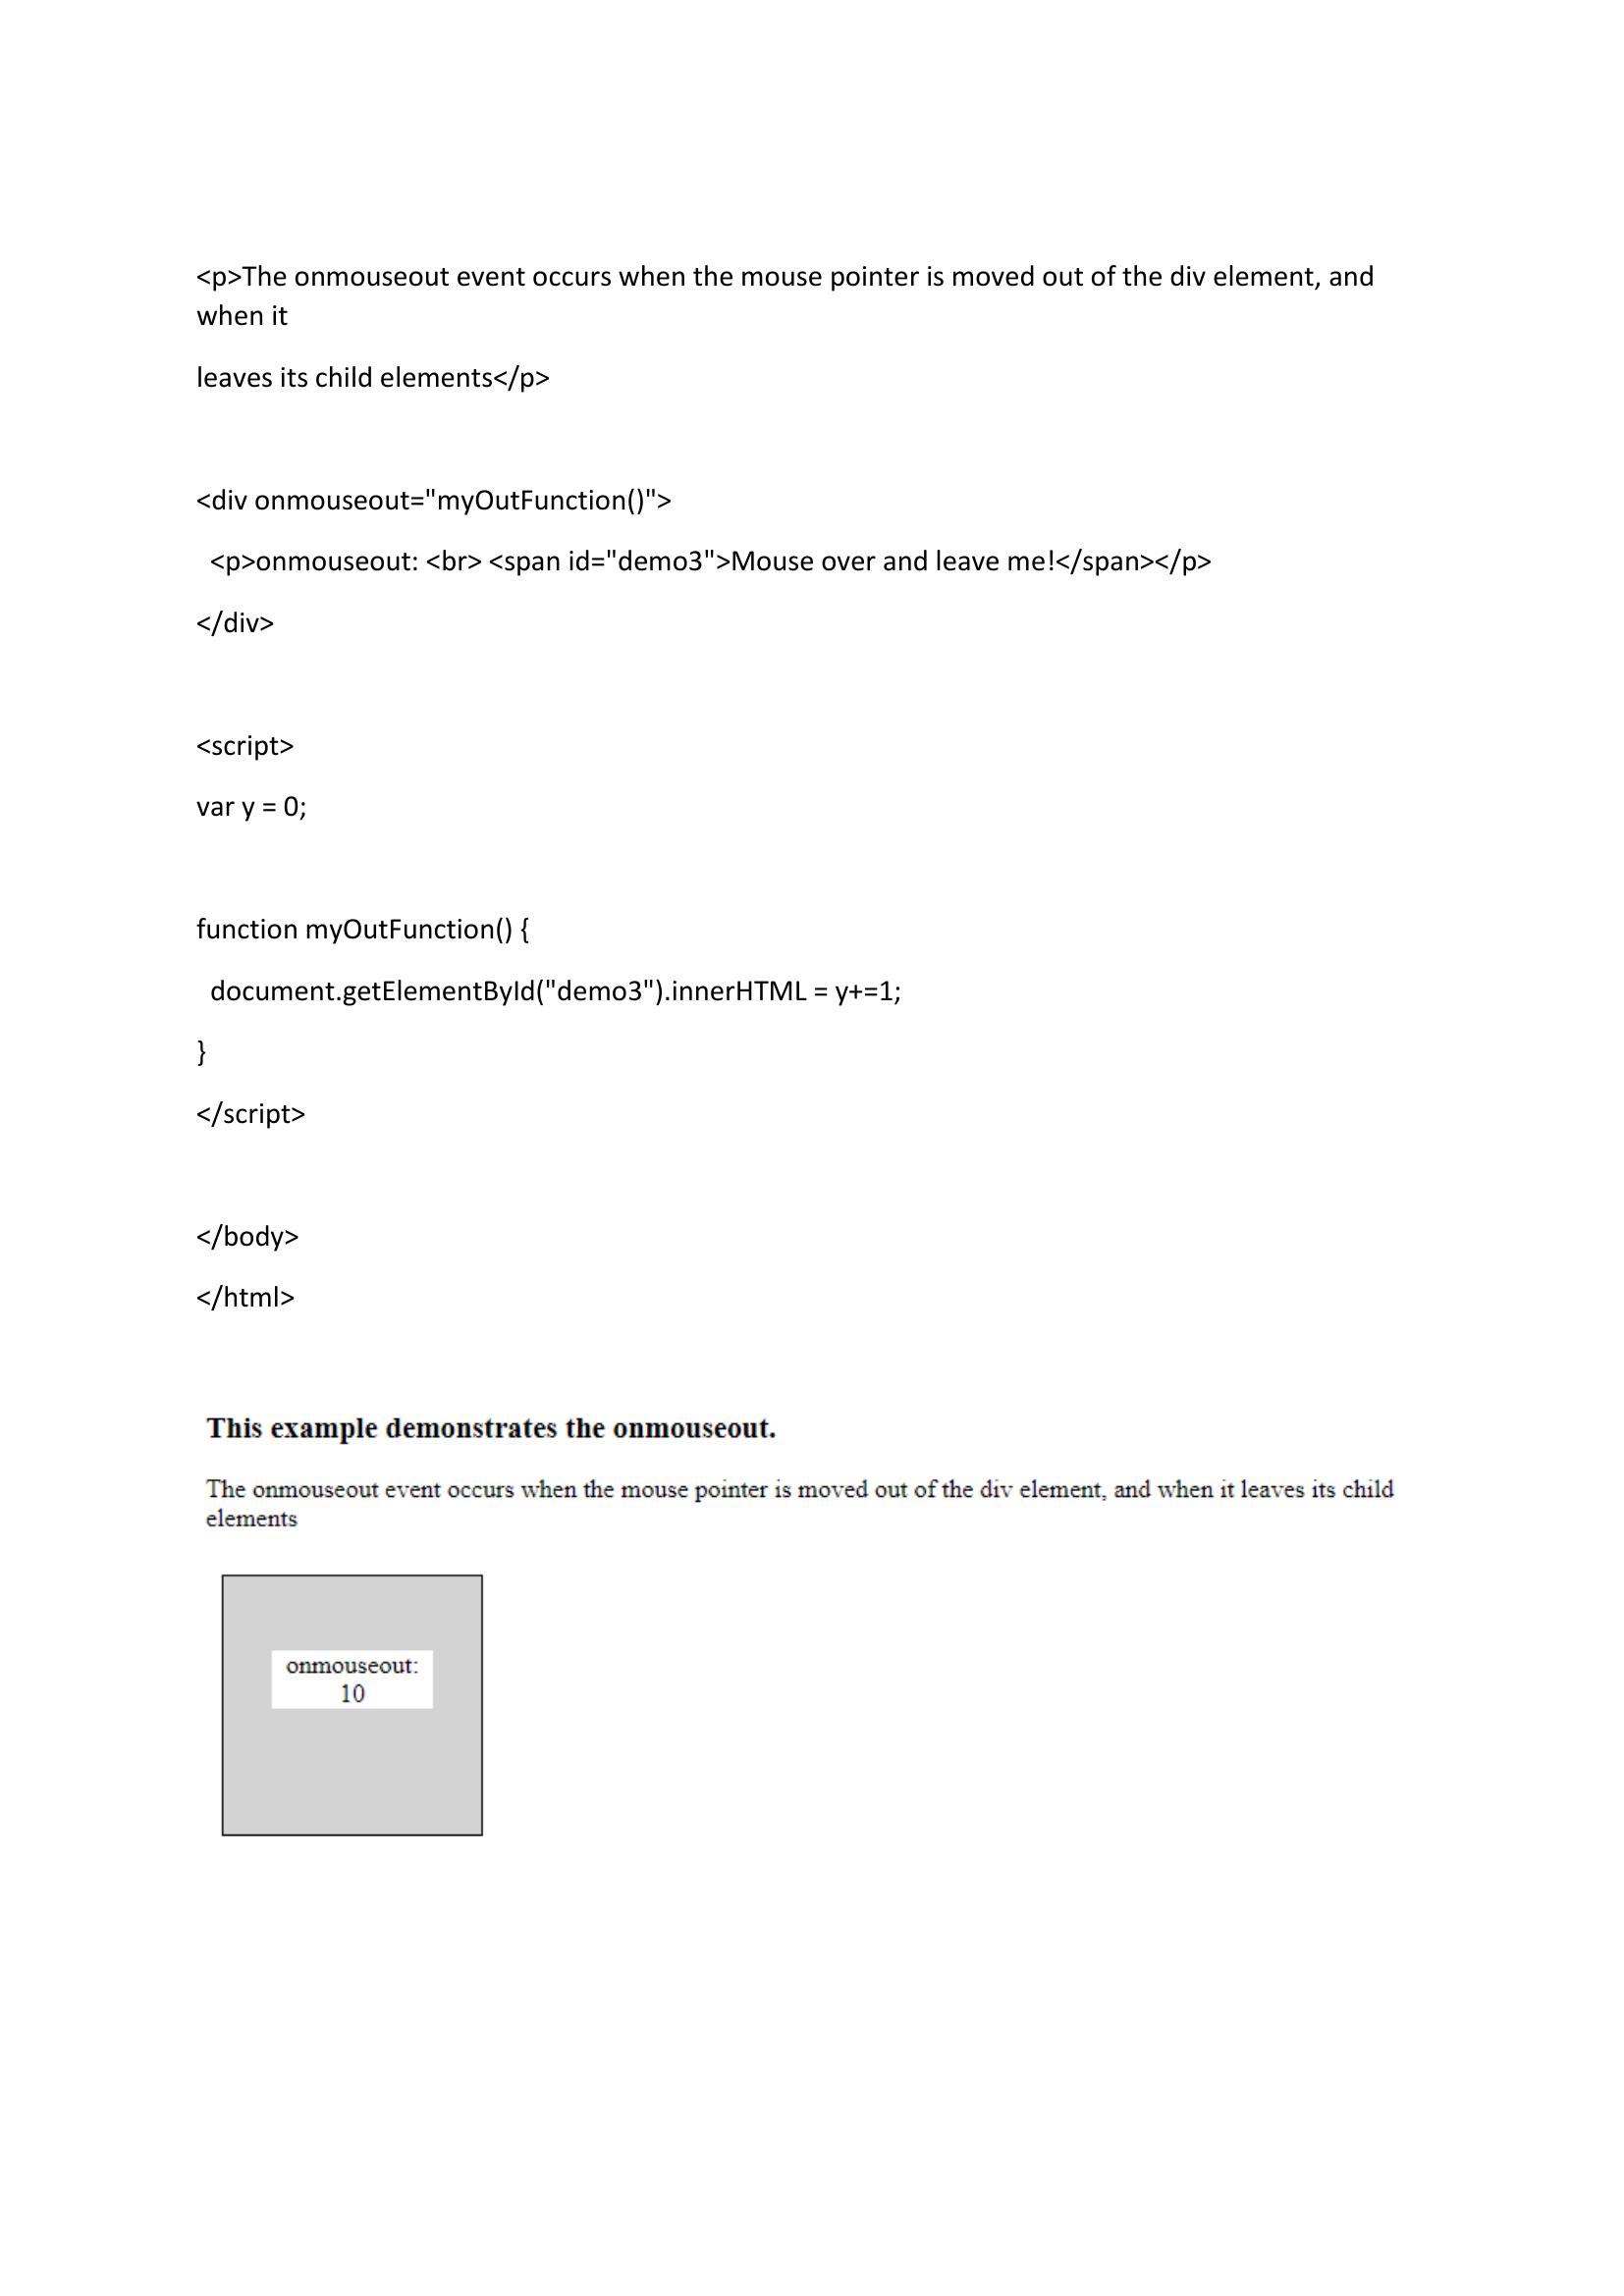 <p>The onmouseout event occurs when the mouse pointer is moved out of the div element, and
when it
leaves its child elements</p>
<div onmouseout="myOutFunction()">
<p>onmouseout: <br> <span id="demo3">Mouse over and leave me!</span></p>
</div>
<script>
var y = 0;
function myOutFunction() {
document.getElementById("demo3").innerHTML = y+=1;
}
</script>
</body>
</html>
This example demonstrates the onmouseout.
The onmouseout event occurs when the mouse pointer is moved out of the div element, and when it leaves its child
elements
onmouseout:
10